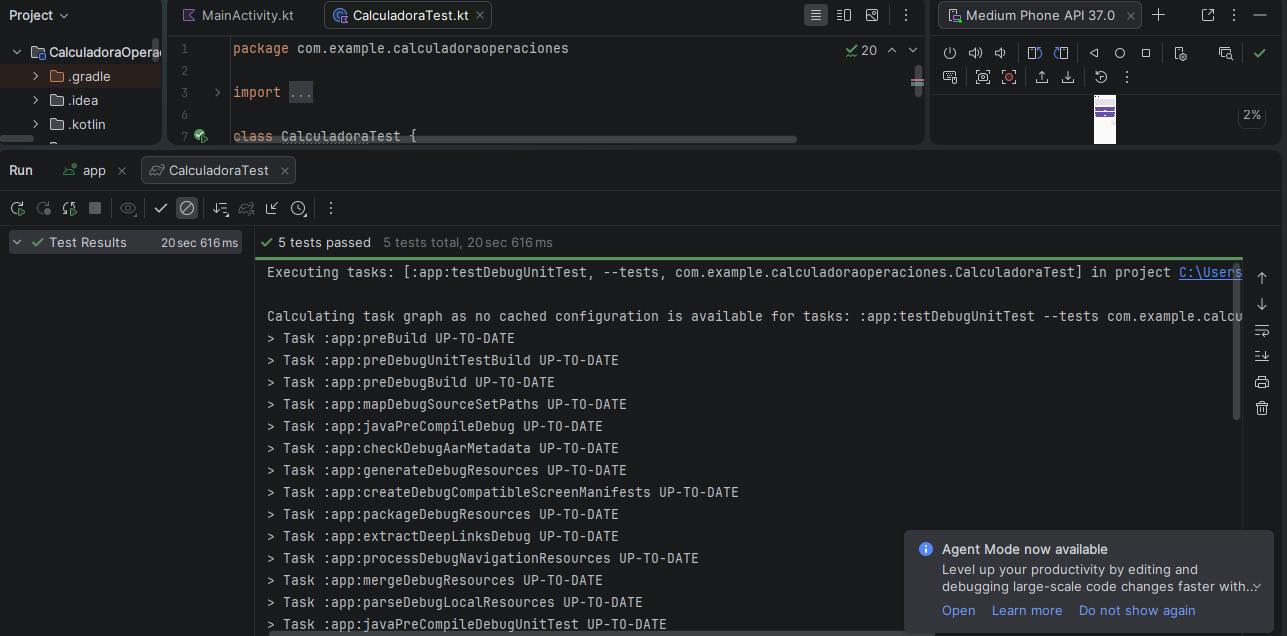 Project
MainActivity.kt
CalculadoraTest.kt
Medium Phone API 37.0
CalculadoraOpera
.gradle
.idea
.kotlin
1 package com.example.calculadoraoperaciones
20
2
3 import ...
6
7 class CalculadoraTest {
2%
Run
app
CalculadoraTest
Test Results 20 sec 616 ms
5 tests passed 5 tests total, 20 sec 616 ms
Executing tasks: [:app:testDebugUnitTest, --tests, com.example.calculadoraoperaciones.CalculadoraTest] in project C:\Users
Calculating task graph as no cached configuration is available for tasks: :app:testDebugUnitTest --tests com.example.calcu
> Task :app:preBuild UP-TO-DATE
> Task :app:preDebugUnitTestBuild UP-TO-DATE
> Task :app:preDebugBuild UP-TO-DATE
> Task :app:mapDebugSourceSetPaths UP-TO-DATE
> Task :app:javaPreCompileDebug UP-TO-DATE
> Task :app:checkDebugAarMetadata UP-TO-DATE
> Task :app:generateDebugResources UP-TO-DATE
> Task :app:createDebugCompatibleScreenManifests UP-TO-DATE
> Task :app:packageDebugResources UP-TO-DATE
> Task :app:extractDeepLinksDebug UP-TO-DATE
> Task :app:processDebugNavigationResources UP-TO-DATE
> Task :app:mergeDebugResources UP-TO-DATE
> Task :app:parseDebugLocalResources UP-TO-DATE
> Task :app:javaPreCompileDebugUnitTest UP-TO-DATE
Agent Mode now available
Level up your productivity by editing and
debugging large-scale code changes faster with...
Open Learn more Do not show again